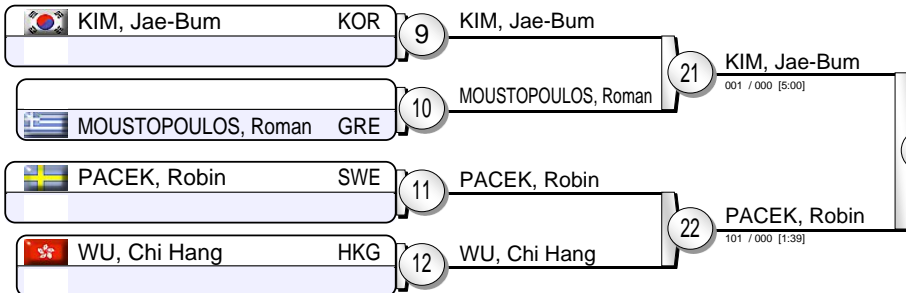 KIM, Jae-Bum KOR
9
KIM, Jae-Bum
MOUSTOPOULOS, Roman GRE
10
MOUSTOPOULOS, Roman
21
KIM, Jae-Bum
001 / 000 [5:00]
PACEK, Robin SWE
11
PACEK, Robin
WU, Chi Hang HKG
12
WU, Chi Hang
22
PACEK, Robin
101 / 000 [1:39]